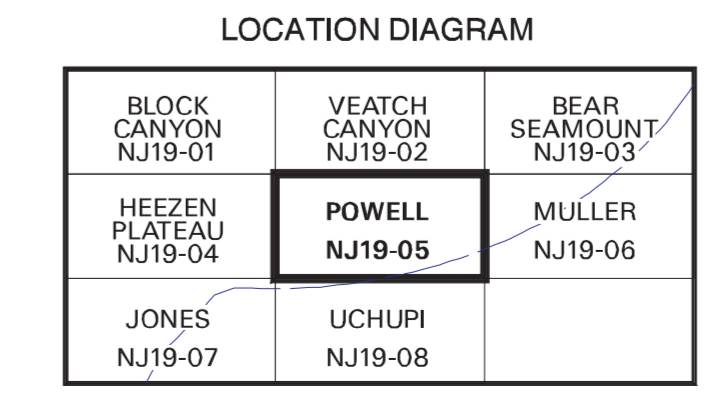 LOCATION DIAGRAM
BLOCK
CANYON
NJ19-01
VEATCH
CANYON
NJ19-02
BEAR
SEAMOUNT
NJ19-03
HEEZEN
PLATEAU
NJ19-04
POWELL
NJ19-05
MULLER
NJ19-06
JONES
NJ19-07
UCHUPI
NJ19-08